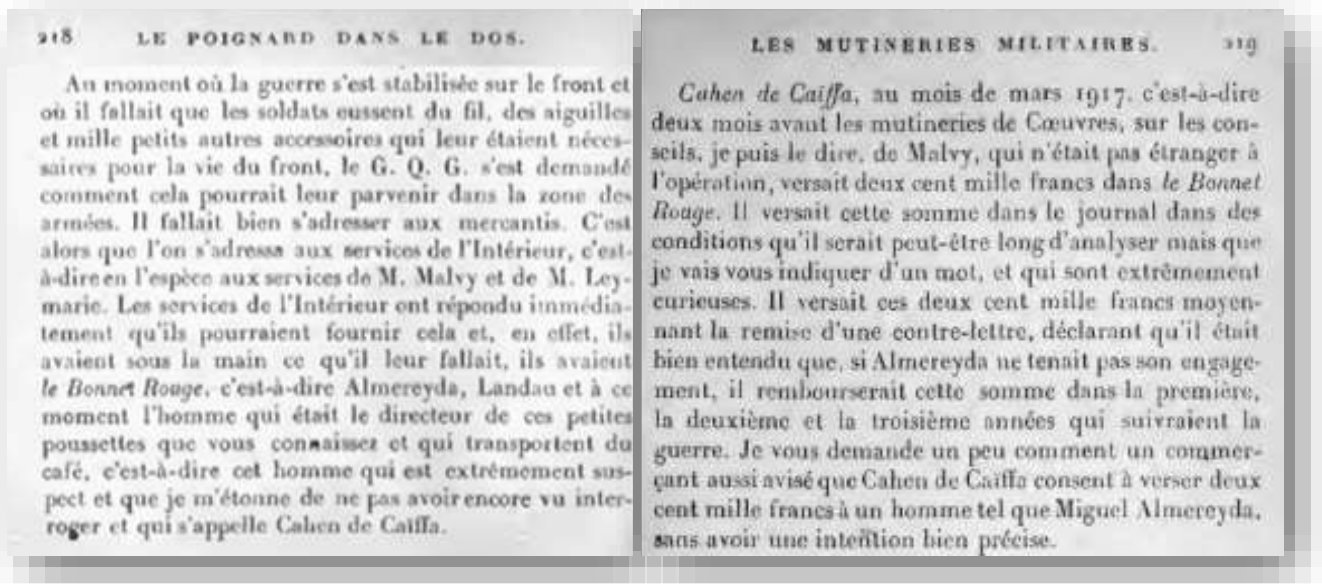 218 LE POIGNARD DANS LE DOS.
Au moment où la guerre s'est stabilisée sur le front et
où il fallait que les soldats eussent du fil, des aiguilles
et mille petits autres accessoires qui leur étaient néces-
saires pour la vie du front, le G. Q. G. s'est demandé
comment cela pourrait leur parvenir dans la zone des
armées. Il fallait bien s'adresser aux mercantis. C'est
alors que l'on s'adressa aux services de l'Intérieur, c'est-
à-dire en l'espèce aux services de M. Malvy et de M. Ley-
marie. Les services de l'Intérieur ont répondu immédia-
tement qu'ils pourraient fournir cela et, en effet, ils
avaient sous la main ce qu'il leur fallait, ils avaient
le Bonnet Rouge, c'est-à-dire Almereyda, Landau et à ce
moment l'homme qui était le directeur de ces petites
poussettes que vous connaissez et qui transportent du
café, c'est-à-dire cet homme qui est extrêmement sus-
pect et que je m'étonne de ne pas avoir encore vu inter-
roger et qui s'appelle Cahen de Caïffa.
LES MUTINERIES MILITAIRES. 219
Cahen de Caïffa, au mois de mars 1917, c'est-à-dire
deux mois avant les mutineries de Cœuvres, sur les con-
seils, je puis le dire, de Malvy, qui n'était pas étranger à
l'opération, versait deux cent mille francs dans le Bonnet
Rouge. Il versait cette somme dans le journal dans des
conditions qu'il serait peut-être long d'analyser mais que
je vais vous indiquer d'un mot, et qui sont extrêmement
curieuses. Il versait ces deux cent mille francs moyen-
nant la remise d'une contre-lettre, déclarant qu'il était
bien entendu que, si Almereyda ne tenait pas son engage-
ment, il rembourserait cette somme dans la première,
la deuxième et la troisième années qui suivraient la
guerre. Je vous demande un peu comment un commer-
çant aussi avisé que Cahen de Caïffa consent à verser deux
cent mille francs à un homme tel que Miguel Almereyda,
sans avoir une intention bien précise.